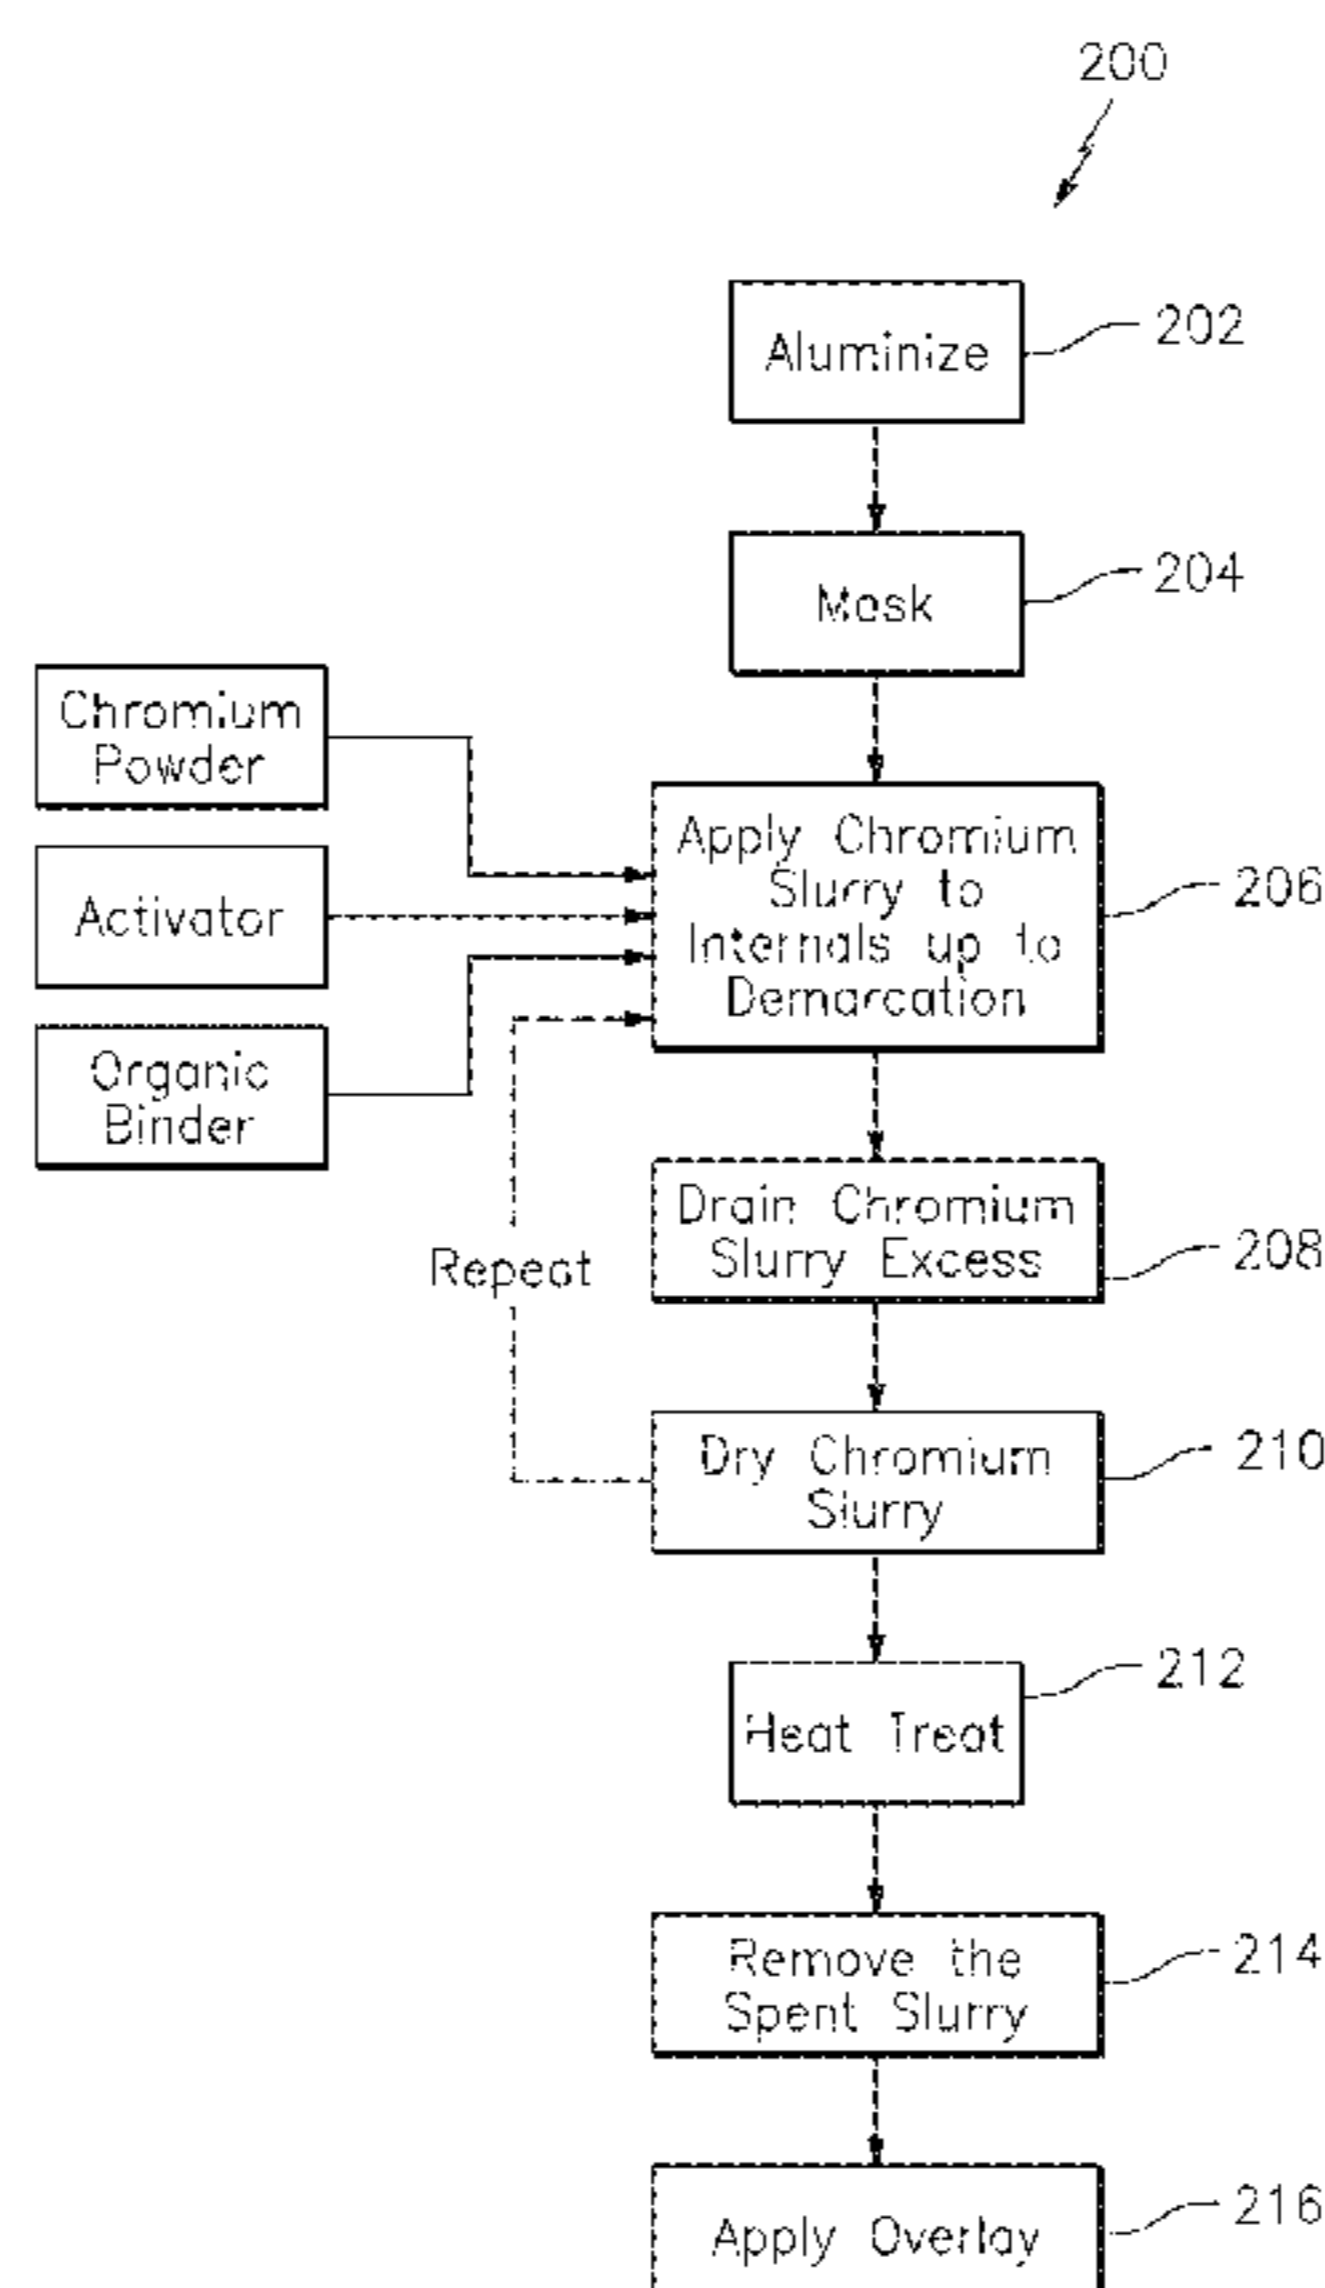 200
Aluminize
202
Mask
204
Chromium
Powder
Activator
Organic
Binder
Apply Chromium
Slurry to
Internals up to
Demarcation
206
Drain Chromium
Slurry Excess
208
Repeat
Dry Chromium
Slurry
210
Heat Treat
212
Remove the
Spent Slurry
214
Apply Overlay
216